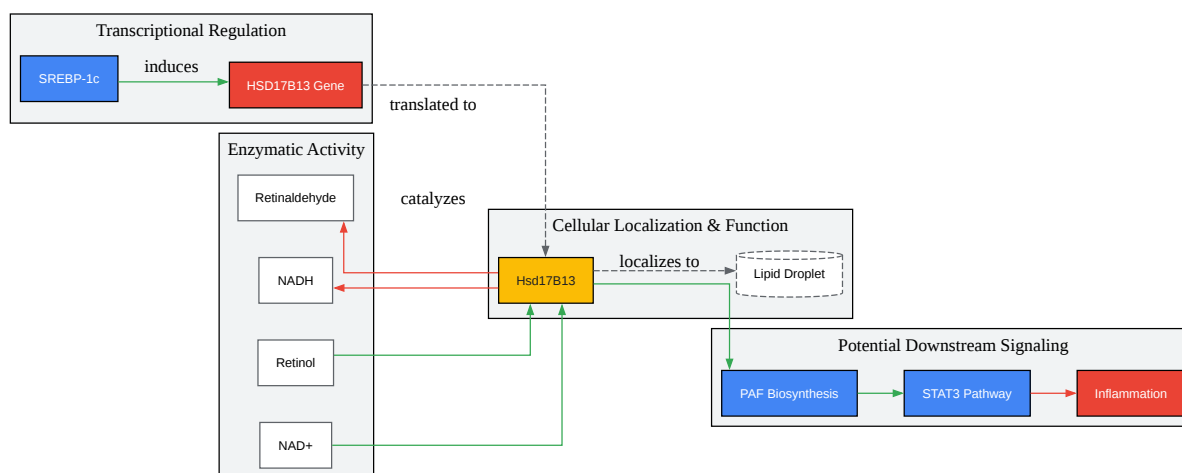 Transcriptional Regulation
SREBP-1c
induces
HSD17B13 Gene
translated to
Enzymatic Activity
Retinaldehyde
catalyzes
NADH
Retinol
NAD+
Cellular Localization & Function
Hsd17B13
localizes to
Lipid Droplet
Potential Downstream Signaling
PAF Biosynthesis
STAT3 Pathway
Inflammation